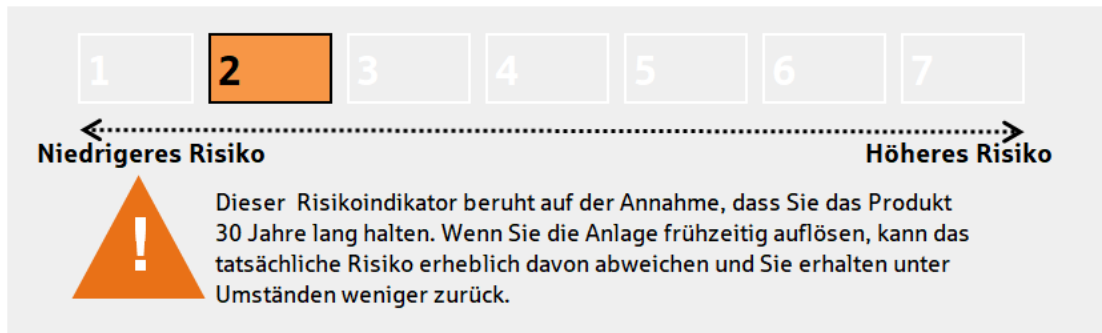 1 2 3 4 5 6 7
Niedrigeres Risiko Höheres Risiko
!
Dieser Risikoindikator beruht auf der Annahme, dass Sie das Produkt
30 Jahre lang halten. Wenn Sie die Anlage frühzeitig auflösen, kann das
tatsächliche Risiko erheblich davon abweichen und Sie erhalten unter
Umständen weniger zurück.